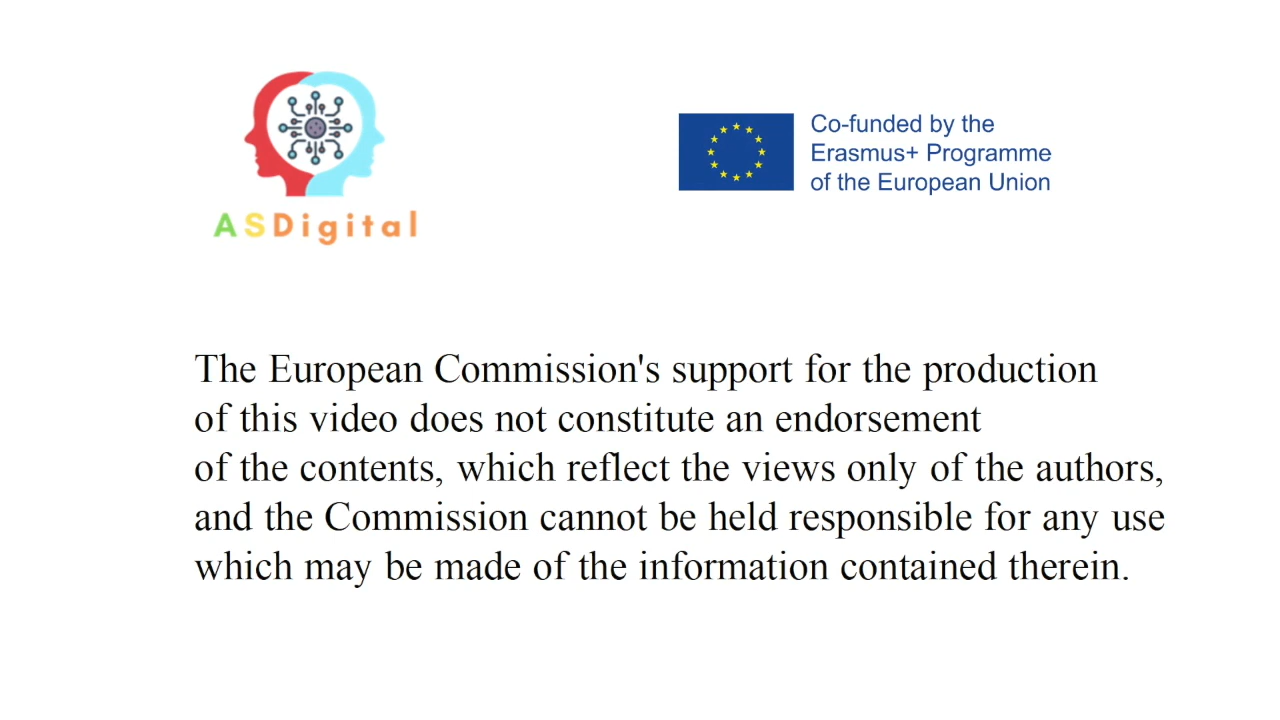 ASDigital
Co-funded by the
Erasmus+ Programme
of the European Union
The European Commission's support for the production
of this video does not constitute an endorsement
of the contents, which reflect the views only of the authors,
and the Commission cannot be held responsible for any use
which may be made of the information contained therein.